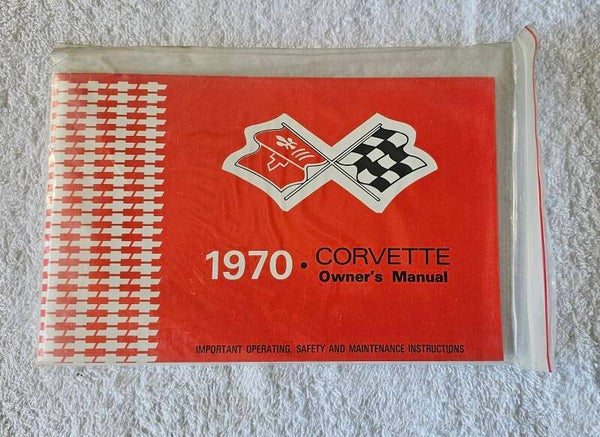 1970 • CORVETTE
Owner's Manual
IMPORTANT OPERATING, SAFETY AND MAINTENANCE INSTRUCTIONS